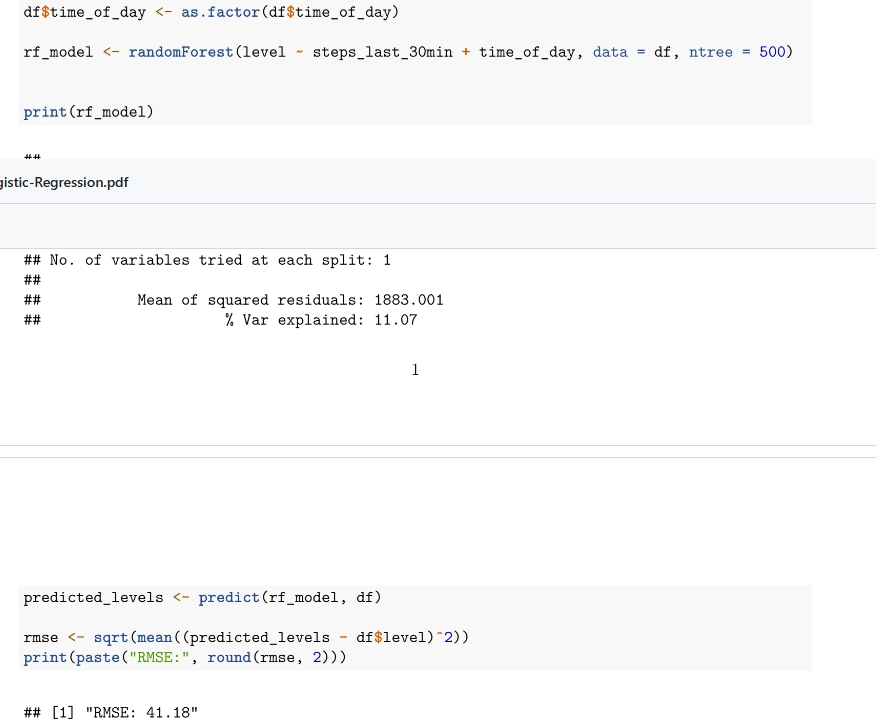 df$time_of_day <- as.factor(df$time_of_day)
rf_model <- randomForest(level ~ steps_last_30min + time_of_day, data = df, ntree = 500)
print(rf_model)
##
gistic-Regression.pdf
## No. of variables tried at each split: 1
##
## Mean of squared residuals: 1883.001
## % Var explained: 11.07
1
predicted_levels <- predict(rf_model, df)
rmse <- sqrt(mean((predicted_levels - df$level)^2))
print(paste("RMSE:", round(rmse, 2)))
## [1] "RMSE: 41.18"